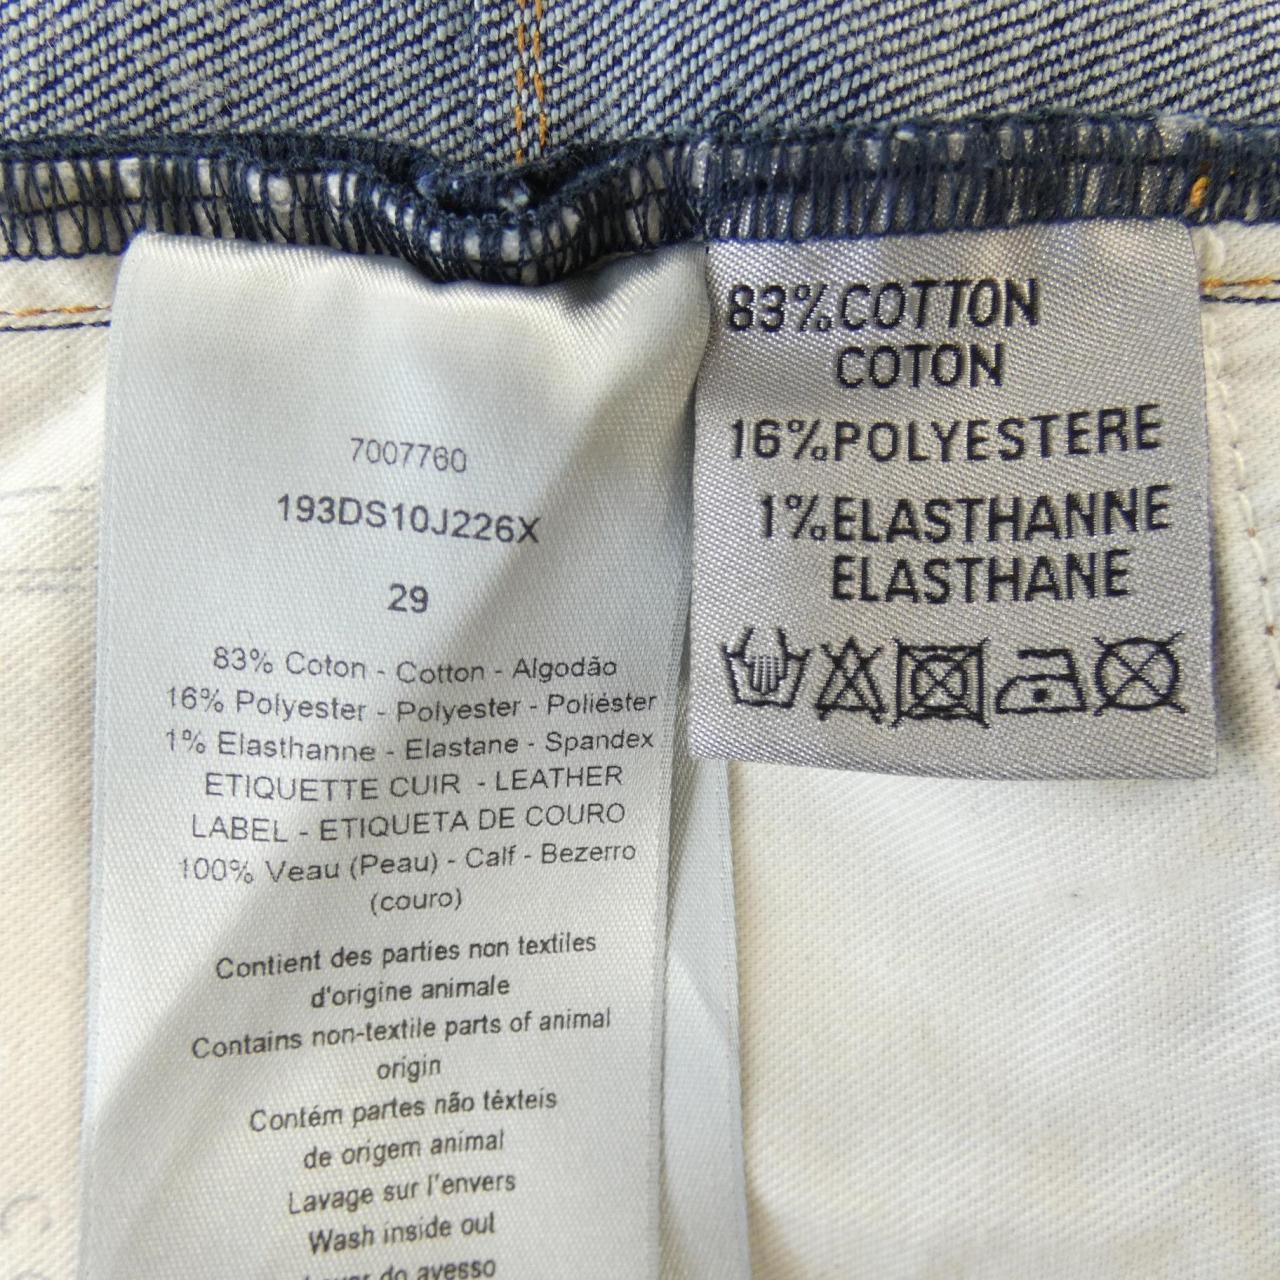 7007760
193DS10J226X
29
83% Coton - Cotton - Algodão
16% Polyester - Polyester - Poliéster
1% Elasthanne - Elastane - Spandex
ETIQUETTE CUIR - LEATHER
LABEL - ETIQUETA DE COURO
100% Veau (Peau) - Calf - Bezerro
(couro)
Contient des parties non textiles
d'origine animale
Contains non-textile parts of animal
origin
Contém partes não têxteis
de origem animal
Lavage sur l'envers
Wash inside out
do avesso
83% COTTON
COTON
16% POLYESTERE
1% ELASTHANNE
ELASTHANE